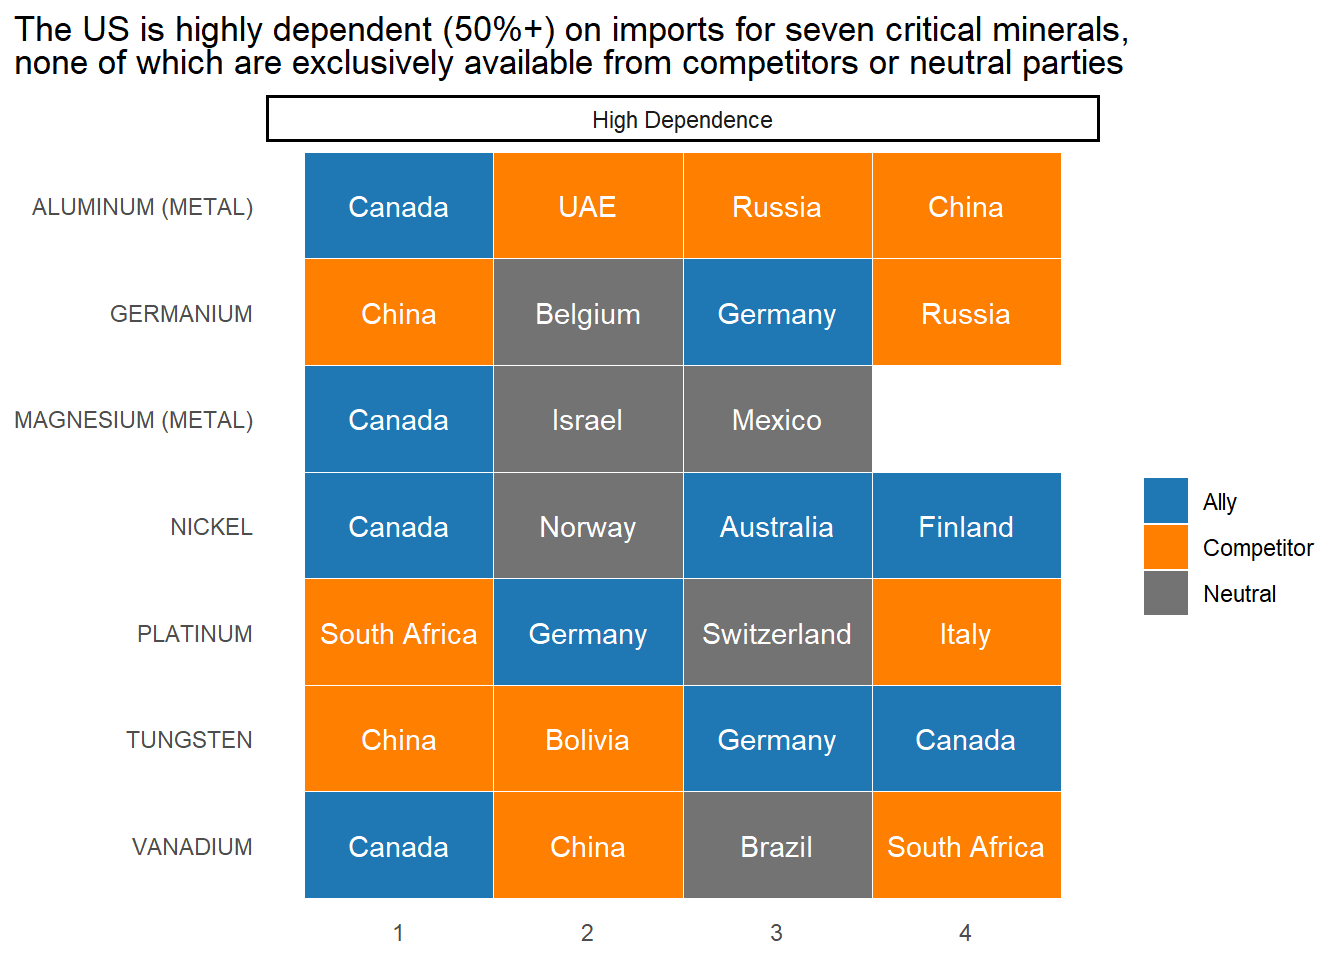 The US is highly dependent (50%+) on imports for seven critical minerals,
none of which are exclusively available from competitors or neutral parties
High Dependence
ALUMINUM (METAL) Canada UAE Russia China
GERMANIUM China Belgium Germany Russia
MAGNESIUM (METAL) Canada Israel Mexico
NICKEL Canada Norway Australia Finland
PLATINUM South Africa Germany Switzerland Italy
TUNGSTEN China Bolivia Germany Canada
VANADIUM Canada China Brazil South Africa
1 2 3 4
Ally
Competitor
Neutral